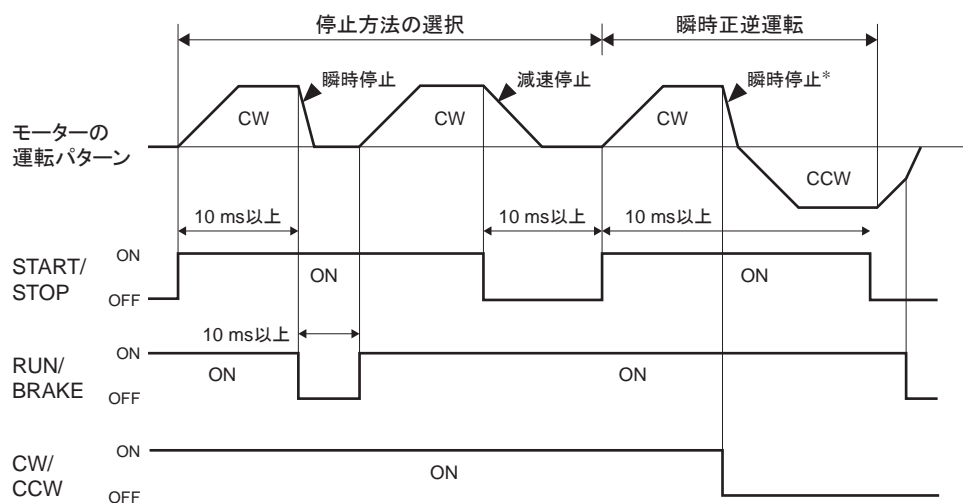 停止方法の選択
瞬時正逆運転
瞬時停止
減速停止
瞬時停止*
モーターの
運転パターン
CW
CW
CW
CCW
10 ms以上
10 ms以上
10 ms以上
START/
STOP
ON
OFF
ON
ON
10 ms以上
RUN/
BRAKE
ON
OFF
ON
ON
CW/
CCW
ON
OFF
ON